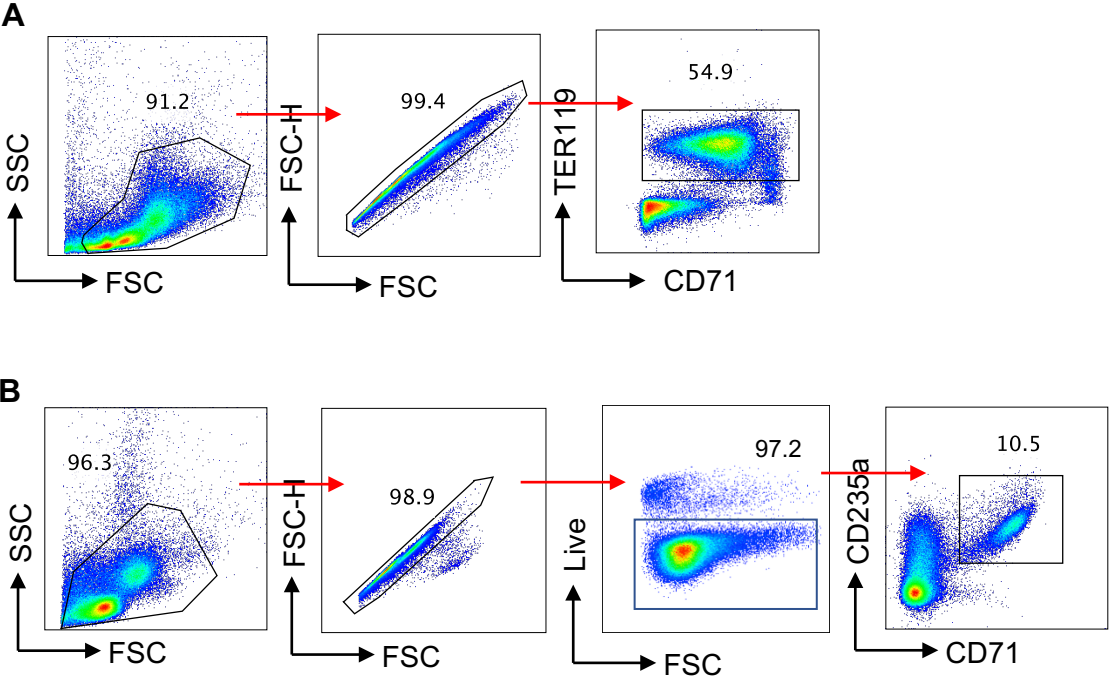 A
SSC
91.2
FSC
FSC-H
99.4
FSC
TER119
54.9
CD71
B
SSC
96.3
FSC
FSC-H
98.9
FSC
Live
97.2
FSC
CD235a
10.5
CD71